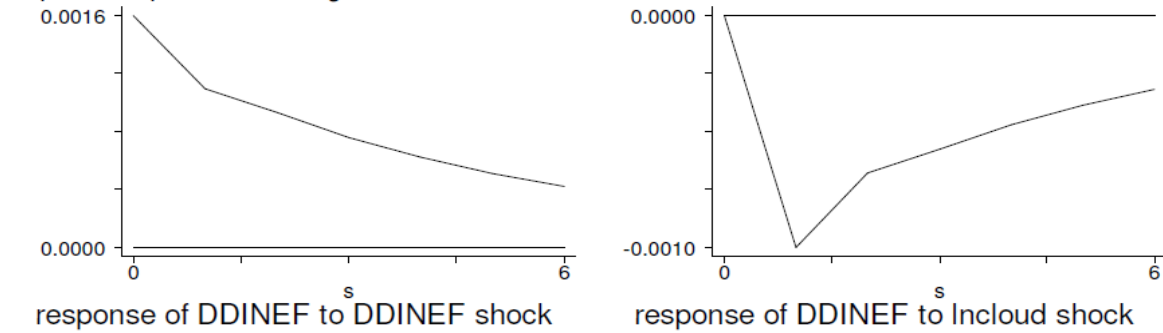 0.0016
0.0000
0
6
s
response of DDINEF to DDINEF shock
0.0000
-0.0010
0
6
s
response of DDINEF to lncloud shock